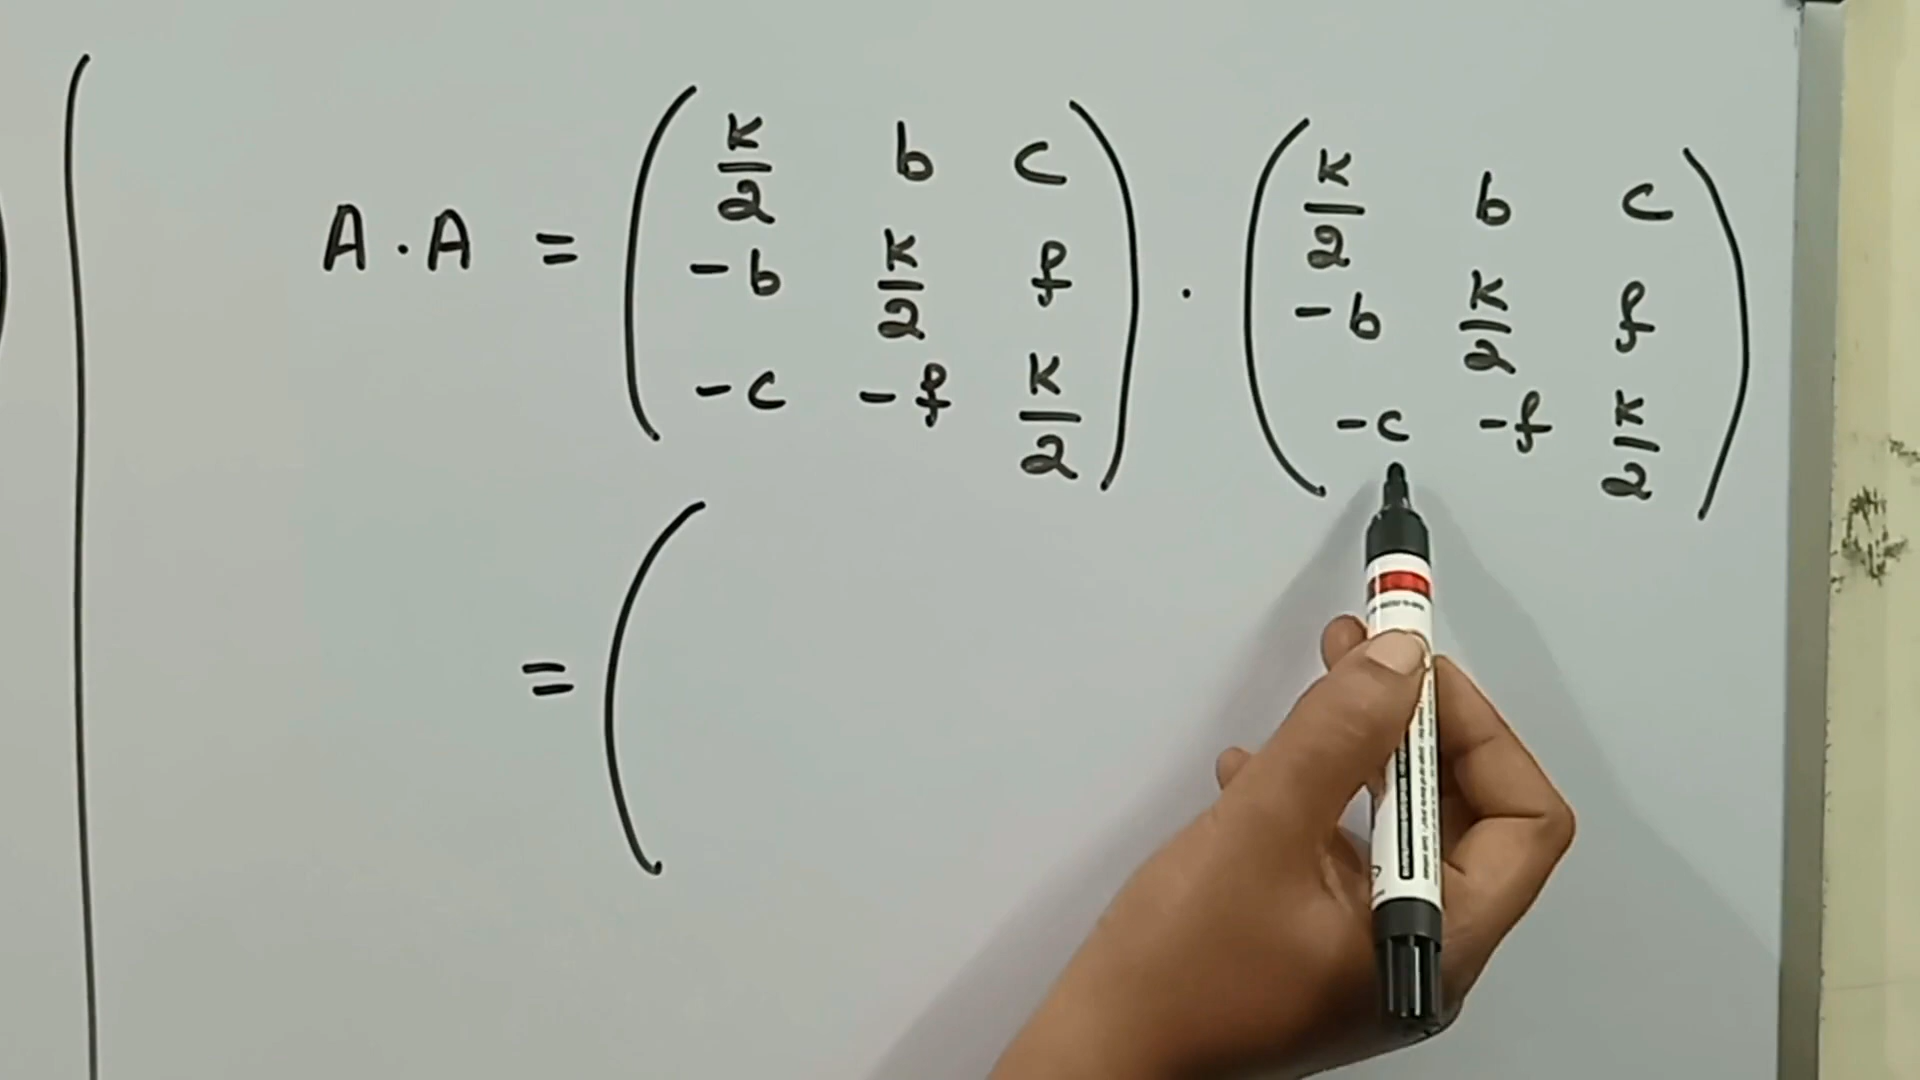 A . A = ( K/2 b c ) . ( K/2 b c )
-b K/2 f -b K/2 f
-c -f K/2 -c -f K/2
= (